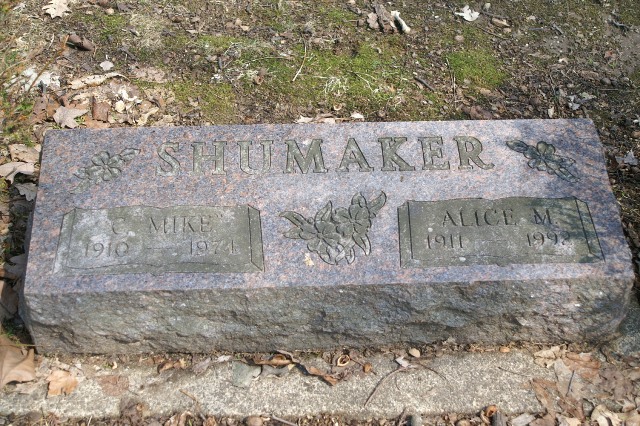 SHUMAKER
C. MIKE
1910 — 1974
ALICE M.
1911 — 1992